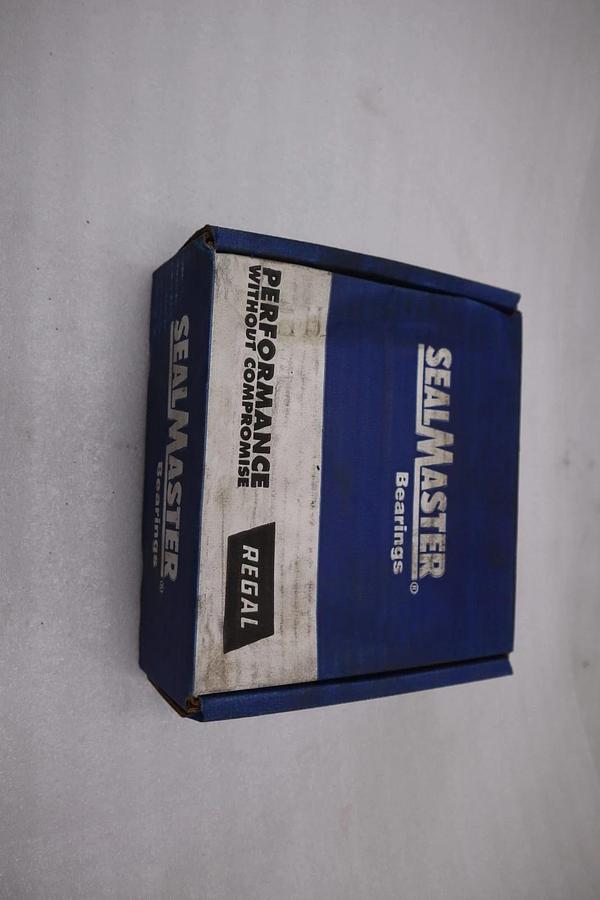 SEALMASTER
Bearings®
PERFORMANCE
WITHOUT COMPROMISE
REGAL
SEALMASTER
Bearings®